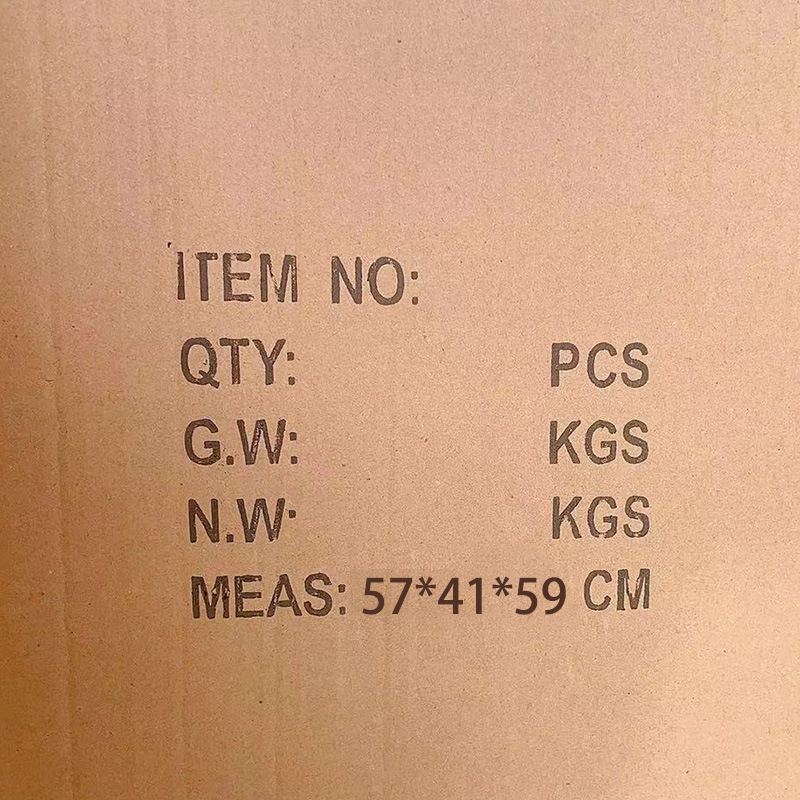 ITEM NO:
QTY: PCS
G.W: KGS
N.W: KGS
MEAS: 57*41*59 CM